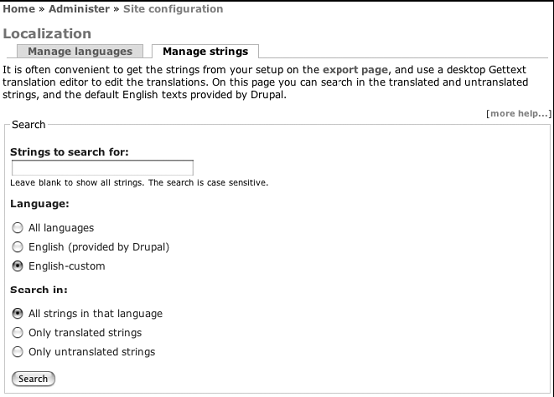 Home » Administer » Site configuration
Localization
Manage languages
Manage strings
It is often convenient to get the strings from your setup on the export page, and use a desktop Gettext
translation editor to edit the translations. On this page you can search in the translated and untranslated
strings, and the default English texts provided by Drupal.
[more help...]
Search
Strings to search for:
Leave blank to show all strings. The search is case sensitive.
Language:
All languages
English (provided by Drupal)
English-custom
Search in:
All strings in that language
Only translated strings
Only untranslated strings
Search